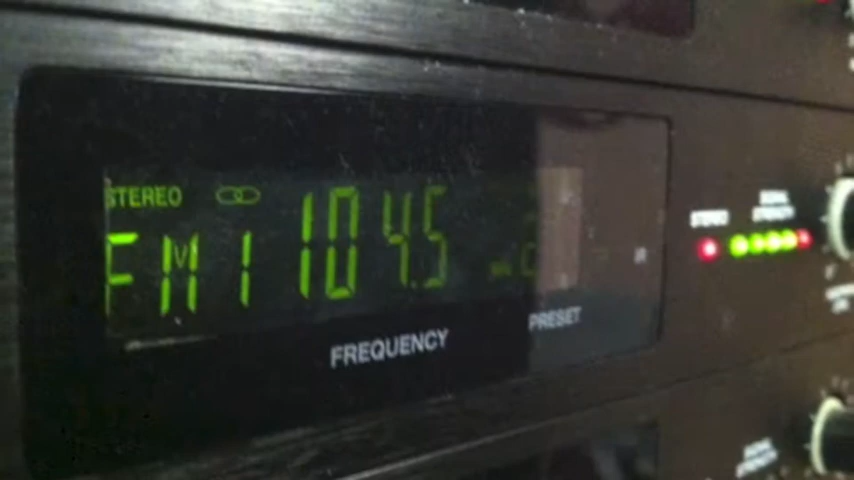 STEREO
FM 1 104.5
FREQUENCY
PRESET
STEREO
SIGNAL
STRENGTH